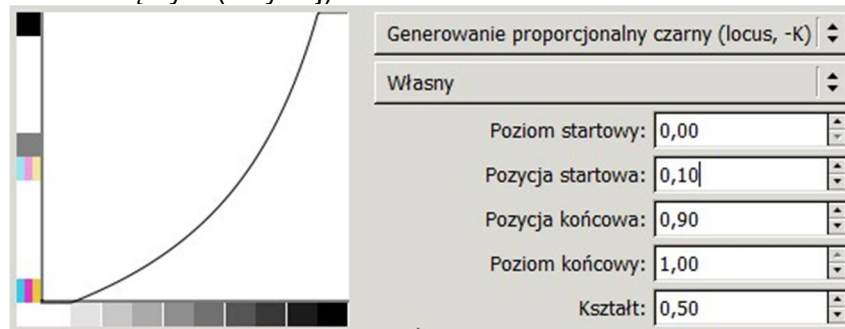 Generowanie proporcjonalny czarny (locus, -K)
Własny
Poziom startowy: 0,00
Pozycja startowa: 0,10
Pozycja końcowa: 0,90
Poziom końcowy: 1,00
Kształt: 0,50